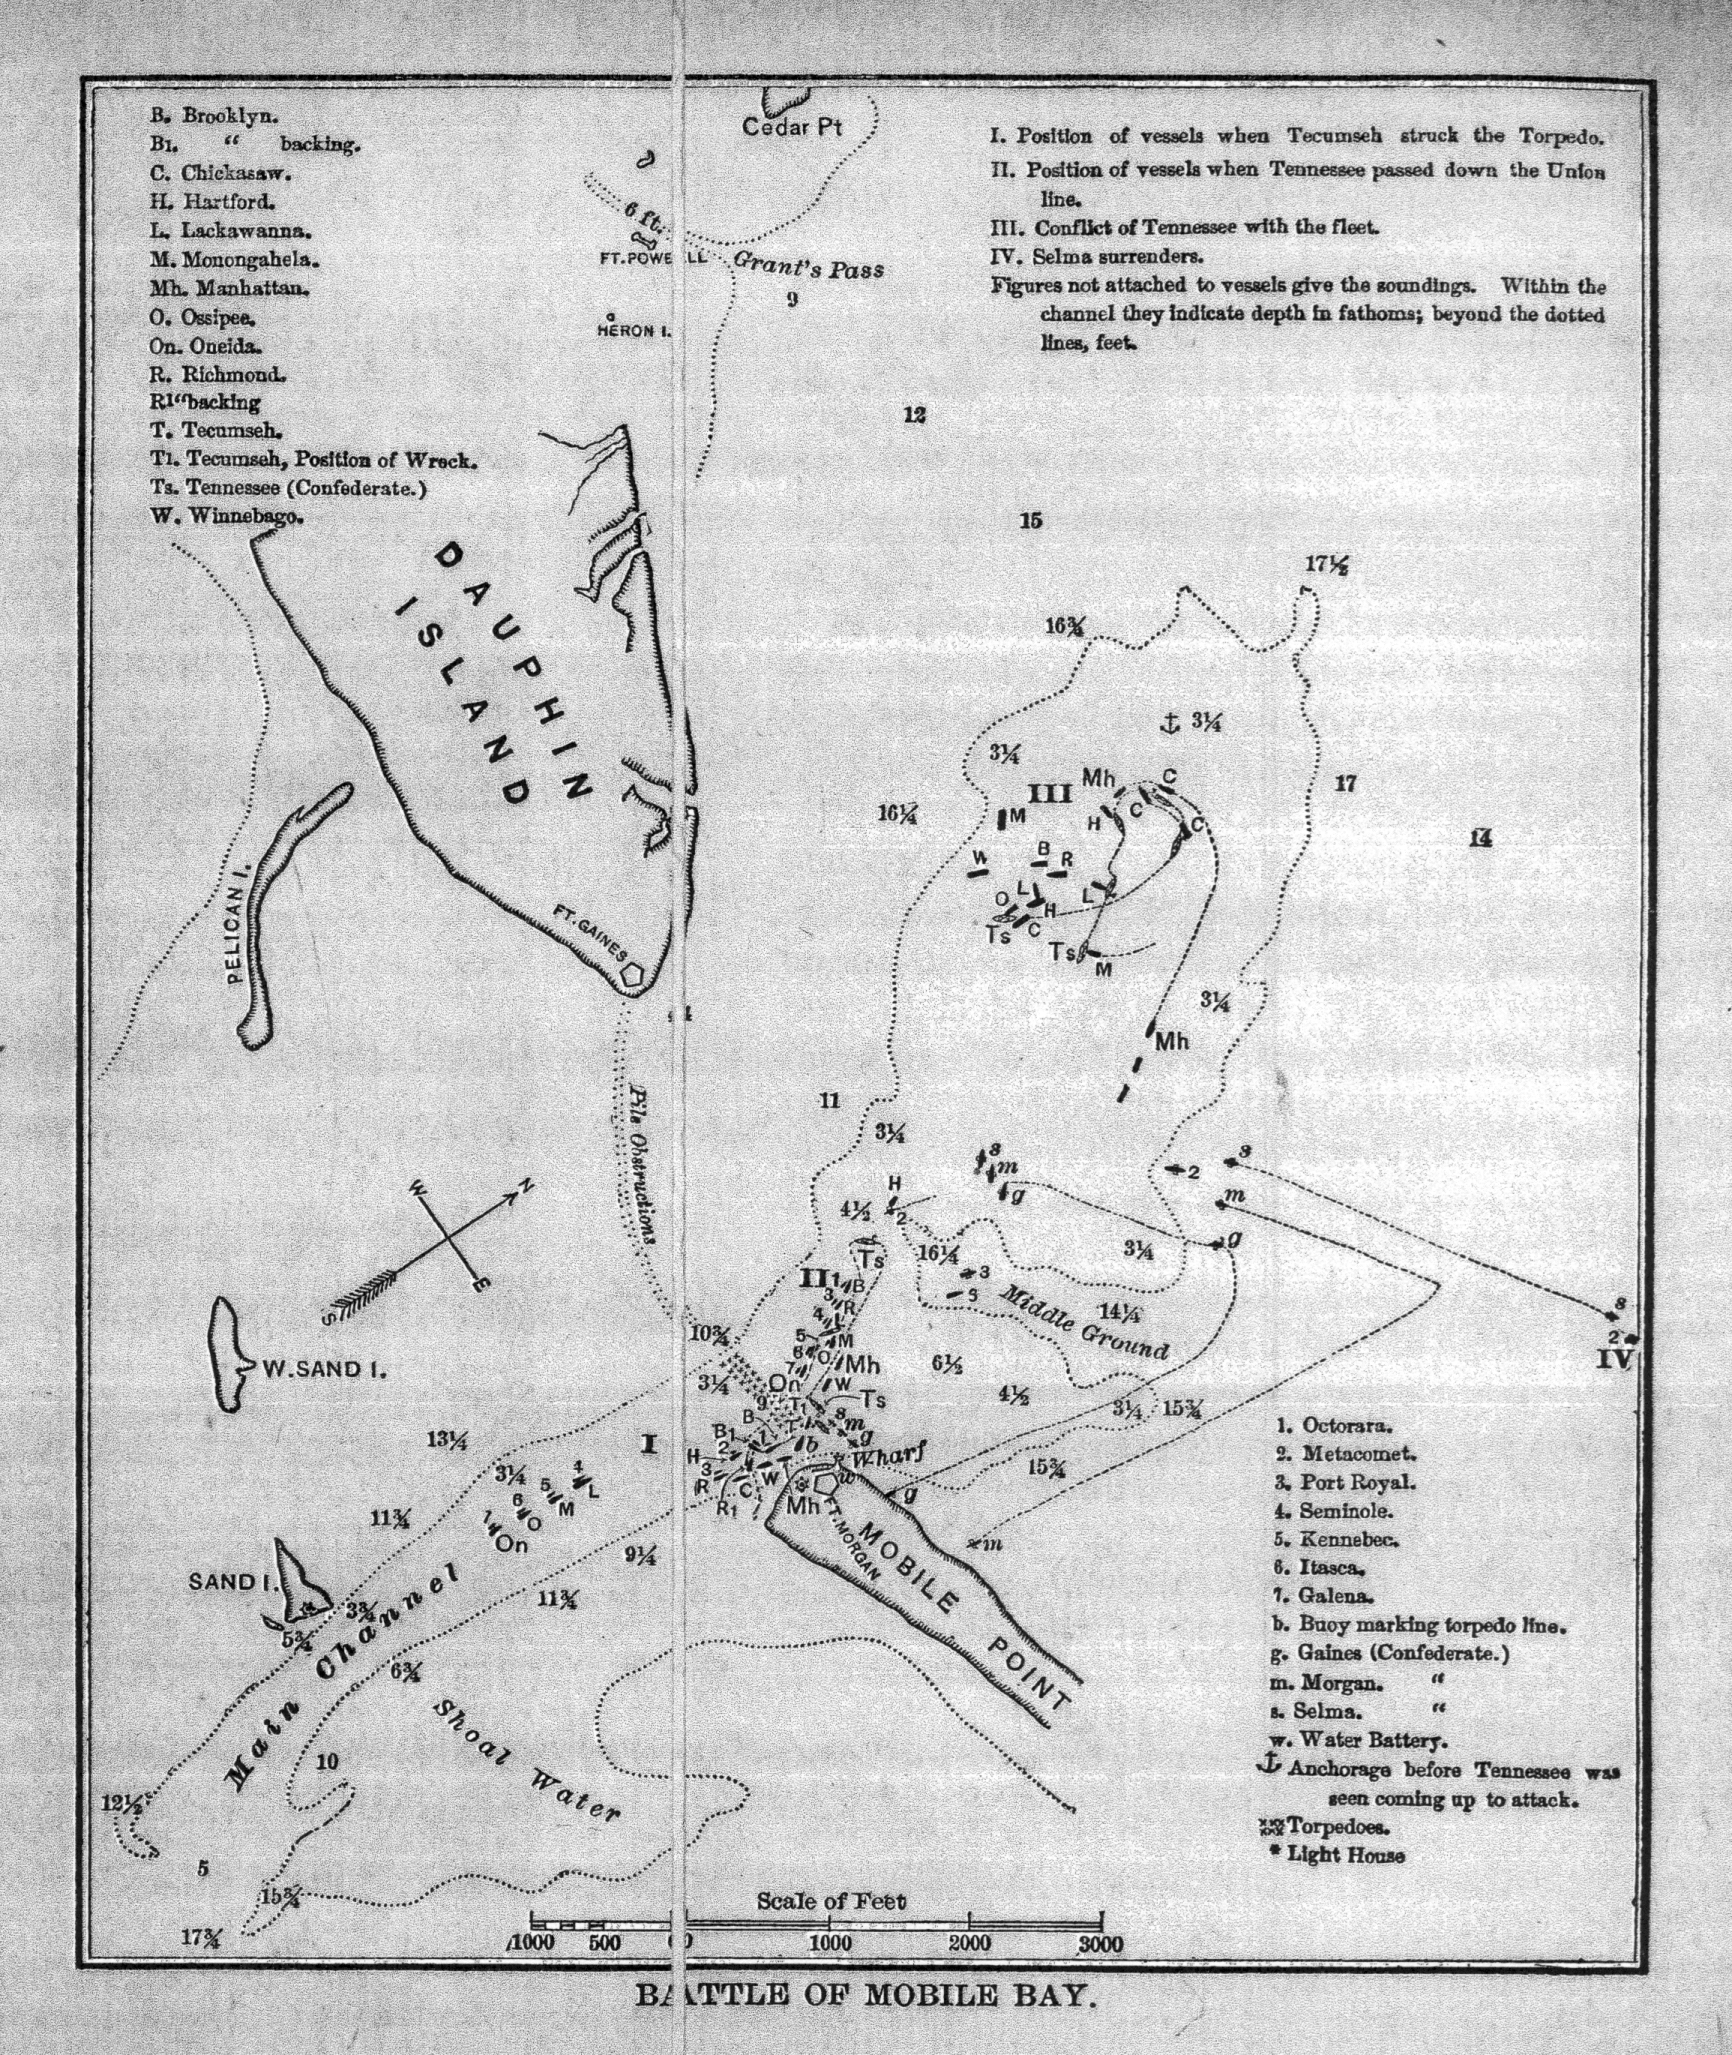 B. Brooklyn.
B1. “ backing.
C. Chickasaw.
H. Hartford.
L. Lackawanna.
M. Monongahela.
Mh. Manhattan.
O. Ossipee.
On. Oneida.
R. Richmond.
R1 “ backing
T. Tecumseh.
T1. Tecumseh, Position of Wreck.
Ts. Tennessee (Confederate.)
W. Winnebago.
Cedar Pt
6 ft.
FT. POWELL
Grant's Pass
9
HERON I.
I. Position of vessels when Tecumseh struck the Torpedo.
II. Position of vessels when Tennessee passed down the Union
line.
III. Conflict of Tennessee with the fleet.
IV. Selma surrenders.
Figures not attached to vessels give the soundings. Within the
channel they indicate depth in fathoms; beyond the dotted
lines, feet.
12
15
17½
16¾
DAUPHIN
ISLAND
3¼
3¼
17
14
16¼
III
Mh
C
C
C
H
M
W
B
R
L
L
O
H
Ts
C
Ts
M
3¼
Mh
PELICAN I.
FT. GAINES
Pile Obstructions
11
3¼
s
m
g
2
s
m
g
H
2
4½
Ts
16¼
3¼
3
3
Middle Ground
14¼
W
N
S
E
II
1 B
3 R
4 L
5 M
6 O
7 On
Mh
W
Ts
s
m
g
s
2
IV
W. SAND I.
10¾
3¼
6½
4½
3¼
15¾
15¾
9
T1
T
B
B1
1
2
H
3
R
R1
C
W
b
Mh
Wharf
w
g
m
13¼
I
3¼
4
L
5
M
6
O
On
11¾
9¼
11¾
FT. MORGAN
MOBILE
POINT
SAND I.
3¾
5¾
Main Channel
6¾
Shoal Water
10
12½
5
15¾
17¾
1. Octorara.
2. Metacomet.
3. Port Royal.
4. Seminole.
5. Kennebec.
6. Itasca.
7. Galena.
b. Buoy marking torpedo line.
g. Gaines (Confederate.)
m. Morgan. “
s. Selma. “
w. Water Battery.
Anchorage before Tennessee was
seen coming up to attack.
Torpedoes.
* Light House
Scale of Feet
1000 500 0 1000 2000 3000
BATTLE OF MOBILE BAY.